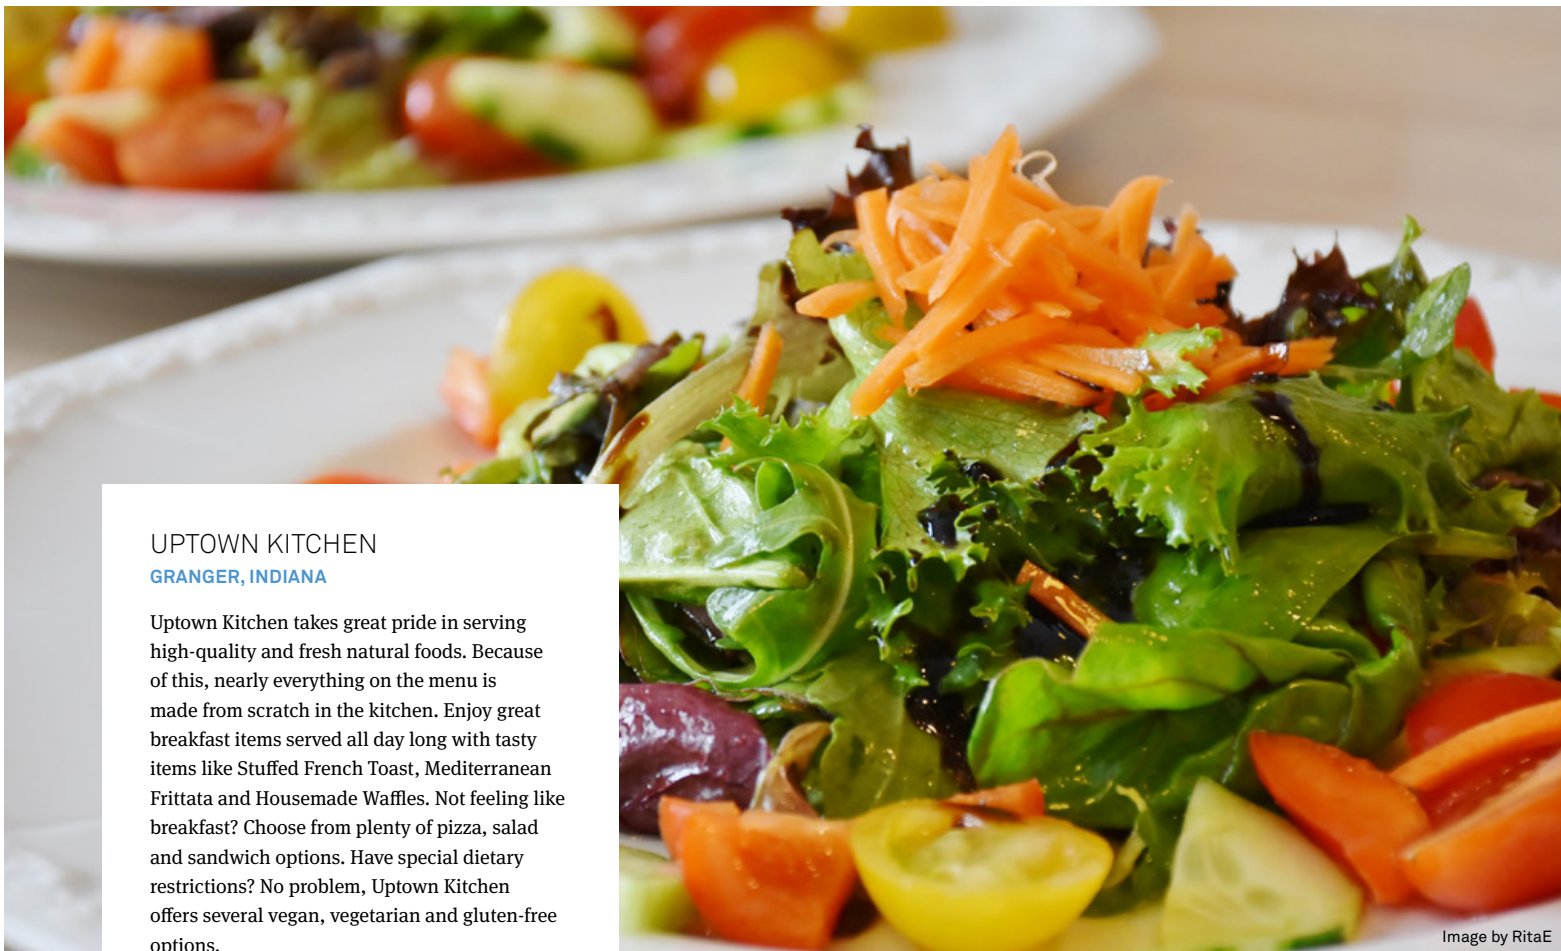 UPTOWN KITCHEN
GRANGER, INDIANA
Uptown Kitchen takes great pride in serving
high-quality and fresh natural foods. Because
of this, nearly everything on the menu is
made from scratch in the kitchen. Enjoy great
breakfast items served all day long with tasty
items like Stuffed French Toast, Mediterranean
Frittata and Housemade Waffles. Not feeling like
breakfast? Choose from plenty of pizza, salad
and sandwich options. Have special dietary
restrictions? No problem, Uptown Kitchen
offers several vegan, vegetarian and gluten-free
options.
Image by RitaE